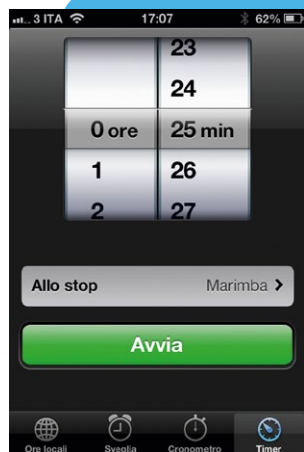 3 ITA 17:07 62%
23
24
0 ore 25 min
1 26
2 27
Allo stop Marimba >
Avvia
Ore locali Sveglia Cronometro Timer